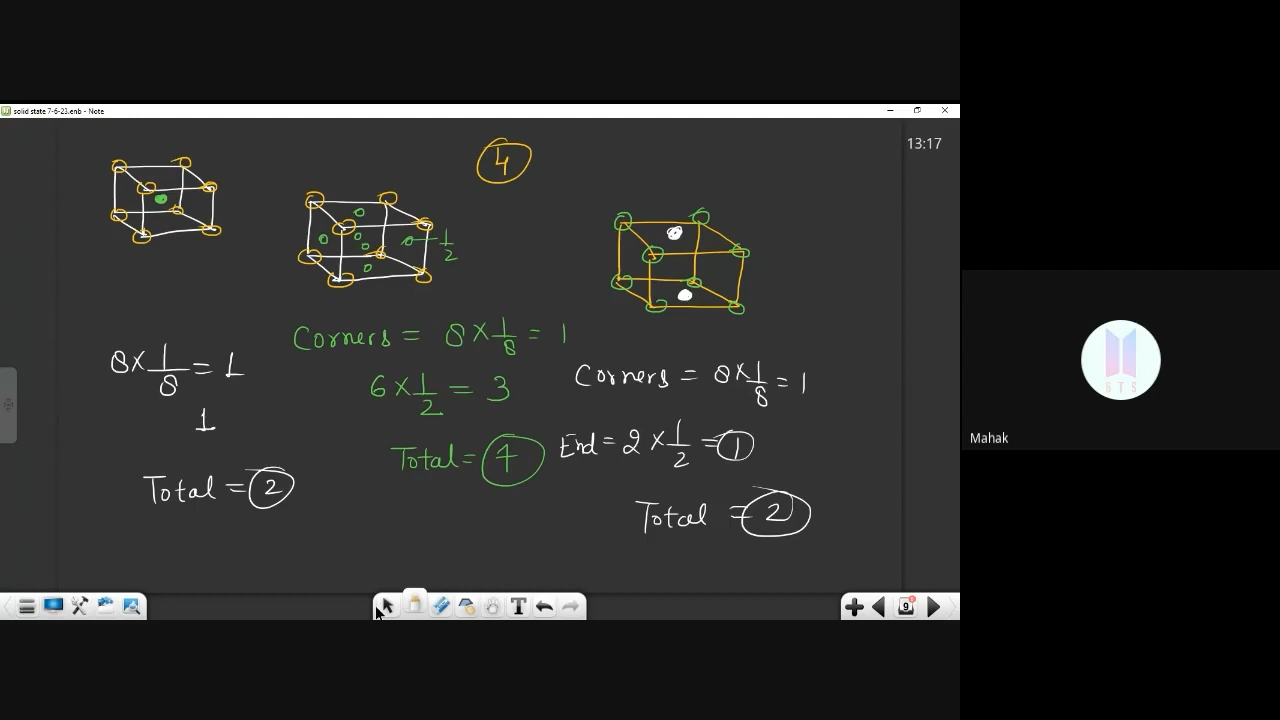 solid state 7-6-23.enb - Note
13:17
4
1/2
8 × 1/8 = 1
1
Total = 2
Corners = 8 × 1/8 = 1
6 × 1/2 = 3
Total = 4
Corners = 8 × 1/8 = 1
End = 2 × 1/2 = 1
Total = 2
T
9
BTS
Mahak